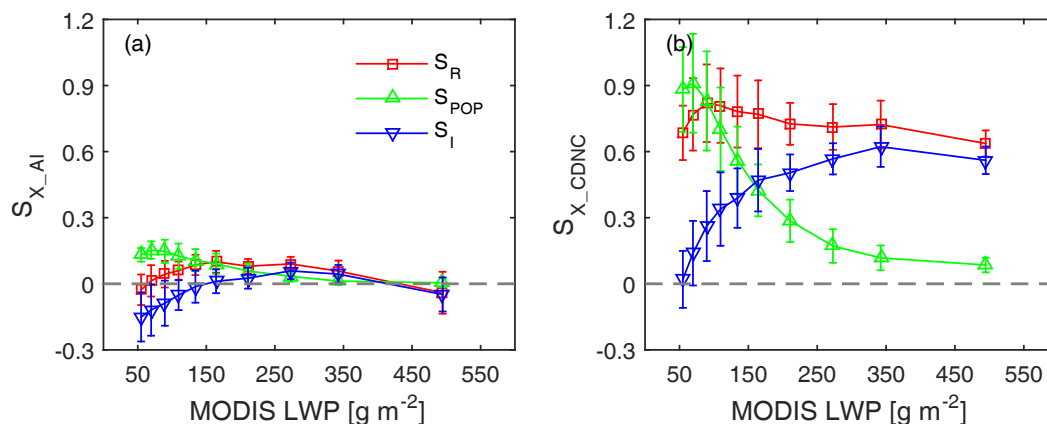 (a)
S_R
S_POP
S_I
S_X_AI
1.2
0.9
0.6
0.3
0
-0.3
50 150 250 350 450 550
MODIS LWP [g m⁻²]
(b)
S_X_CDNC
1.2
0.9
0.6
0.3
0
-0.3
50 150 250 350 450 550
MODIS LWP [g m⁻²]